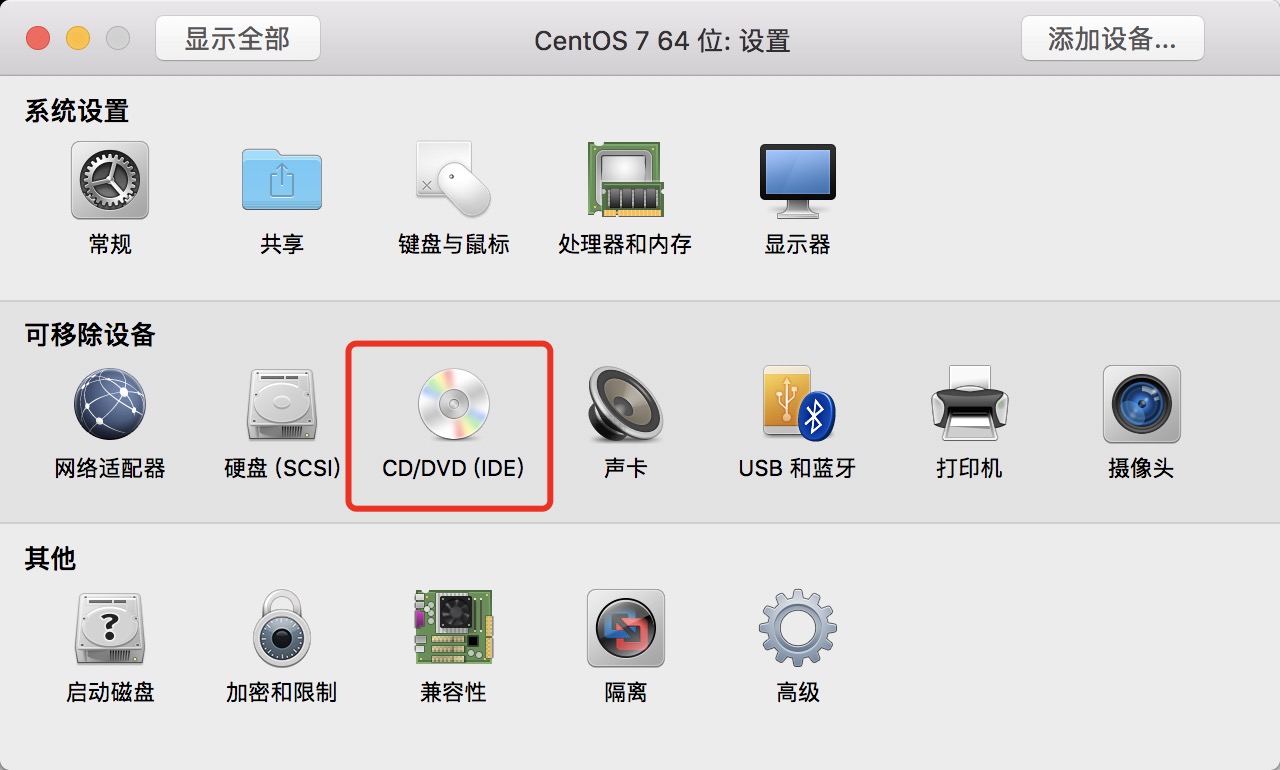 显示全部
CentOS 7 64 位: 设置
添加设备...
系统设置
常规
共享
键盘与鼠标
处理器和内存
显示器
可移除设备
网络适配器
硬盘 (SCSI)
CD/DVD (IDE)
声卡
USB 和蓝牙
打印机
摄像头
其他
?
启动磁盘
加密和限制
兼容性
隔离
高级